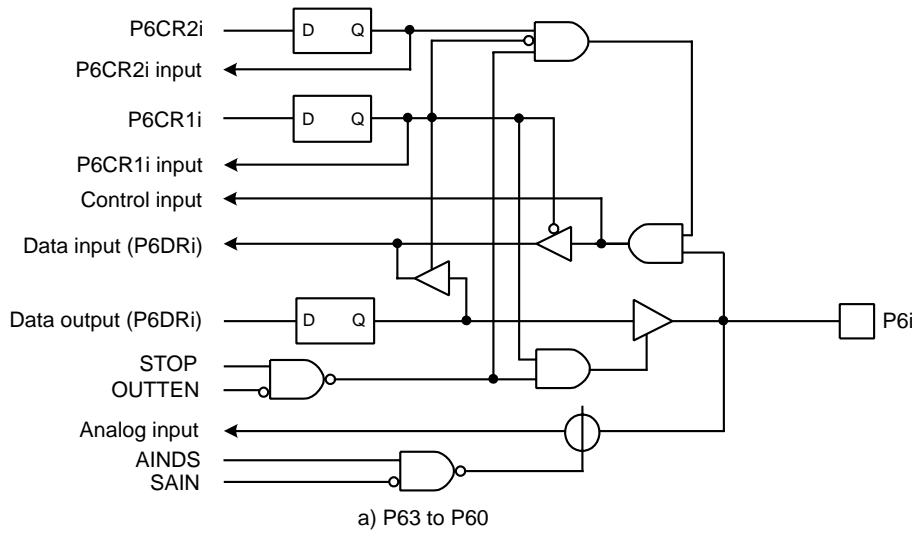 P6CR2i
D Q
P6CR2i input
P6CR1i
D Q
P6CR1i input
Control input
Data input (P6DRi)
Data output (P6DRi)
D Q
P6i
STOP
OUTTEN
Analog input
AINDS
SAIN
a) P63 to P60